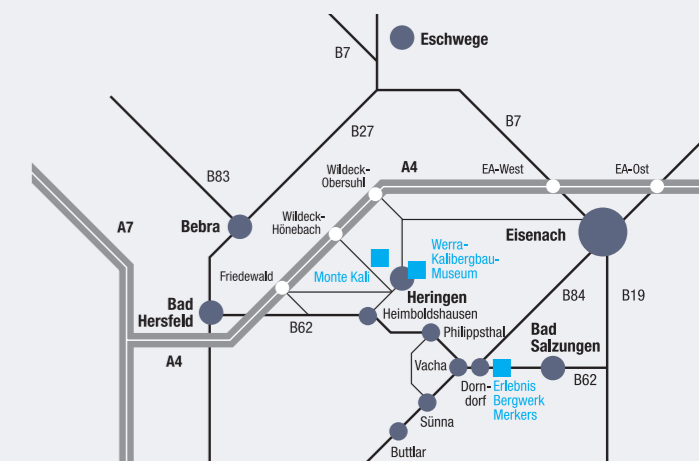 Eschwege
B7
B7
B27
Wildeck-
Obersuhl
A4
EA-West
EA-Ost
B83
A7
Bebra
Wildeck-
Hönebach
Werra-
Kalibergbau-
Museum
Eisenach
Friedewald
Monte Kali
Bad
Hersfeld
Heringen
Heimboldshausen
B84
B19
B62
Philippsthal
Bad
Salzungen
A4
Vacha
Dorn-
dorf
Erlebnis
Bergwerk
Merkers
B62
Sünna
Buttlar